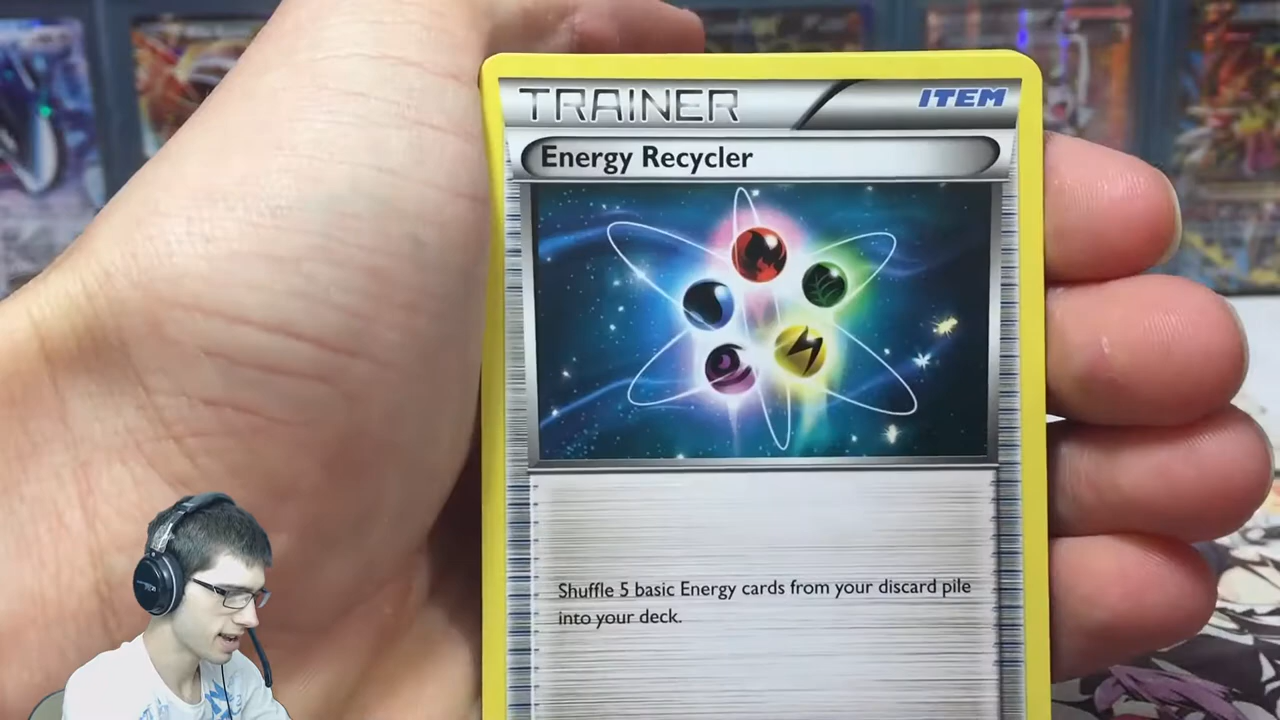 TRAINER
ITEM
Energy Recycler
Shuffle 5 basic Energy cards from your discard pile
into your deck.